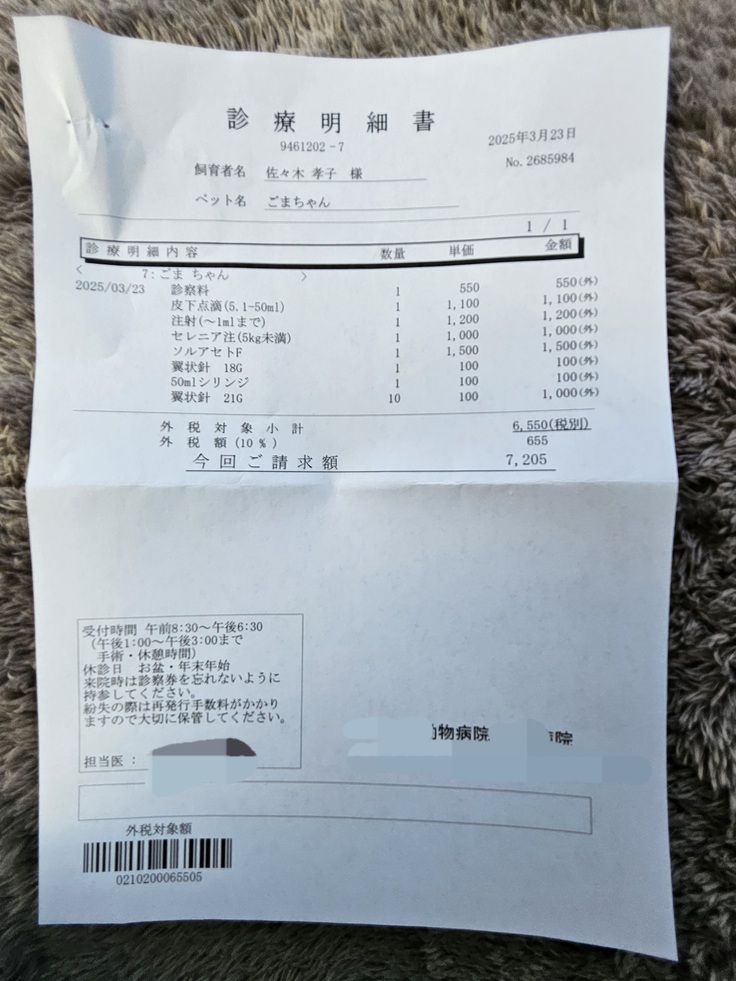 診療明細書
9461202-7
2025年3月23日
No. 2685984
飼育者名 佐々木 孝子 様
ペット名 ごまちゃん
1 / 1
診療明細内容 数量 単価 金額
< 7:ごま ちゃん >
2025/03/23 診察料 1 550 550(外)
皮下点滴(5.1-50ml) 1 1,100 1,100(外)
注射(~1mlまで) 1 1,200 1,200(外)
セレニア注(5kg未満) 1 1,000 1,000(外)
ソルアセトF 1 1,500 1,500(外)
翼状針 18G 1 100 100(外)
50mlシリンジ 1 100 100(外)
翼状針 21G 10 100 1,000(外)
外税対象小計 6,550(税別)
外税額(10%) 655
今回ご請求額 7,205
受付時間 午前8:30~午後6:30
(午後1:00~午後3:00まで
手術・休憩時間)
休診日 お盆・年末年始
来院時は診察券を忘れないように
持参してください。
紛失の際は再発行手数料がかかり
ますので大切に保管してください。
担当医:
物病院 院
外税対象額
0210200065505